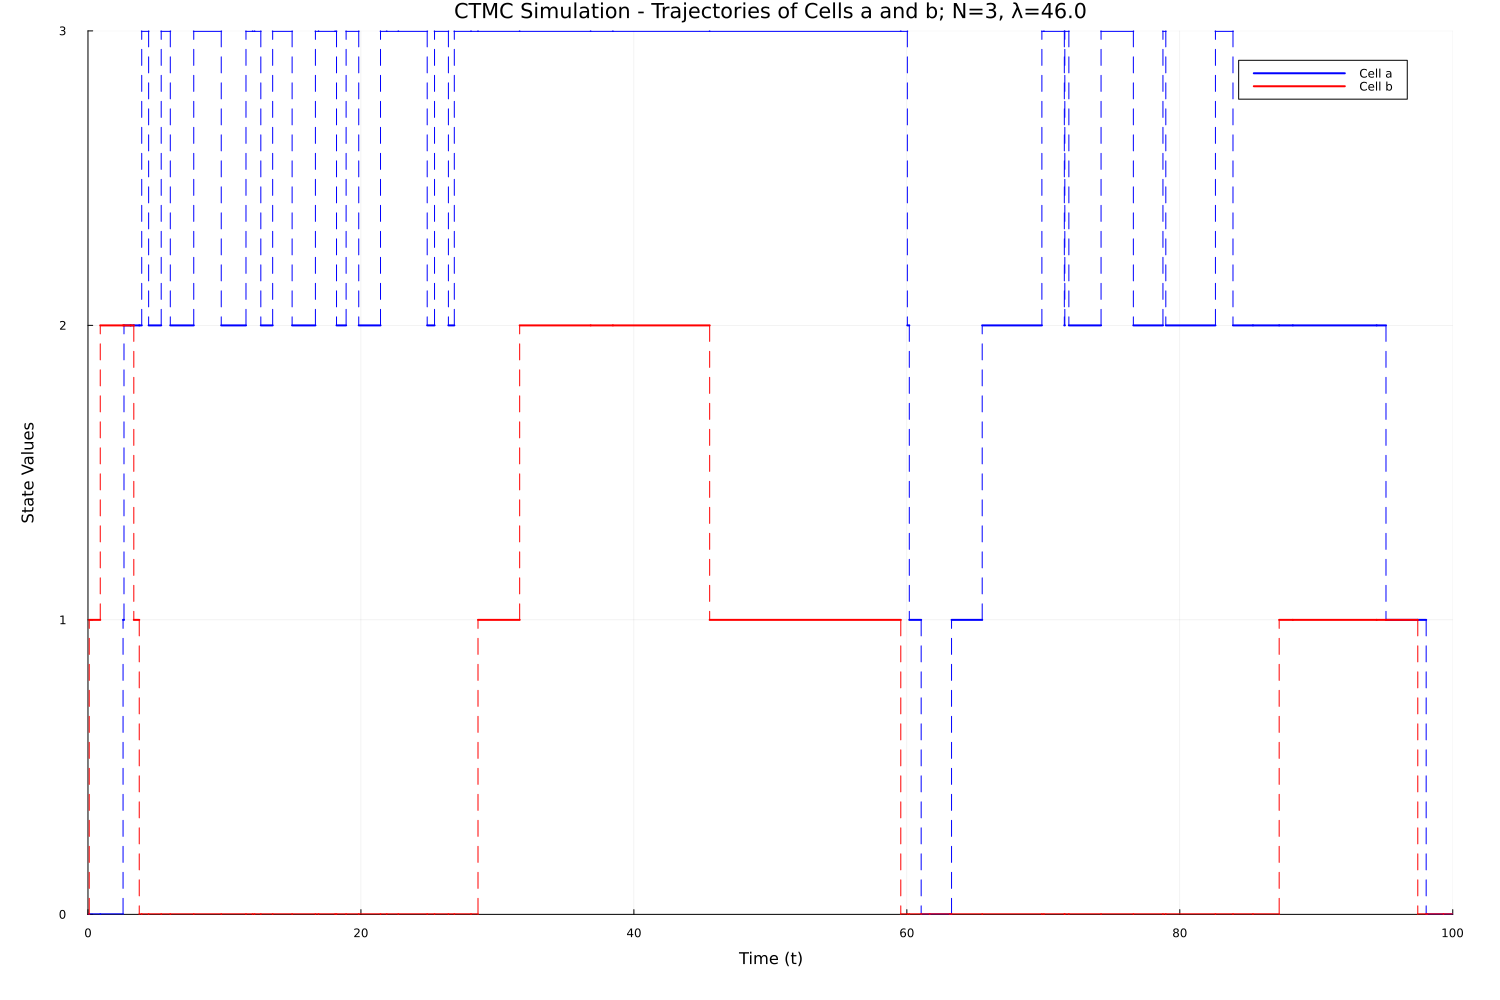 CTMC Simulation - Trajectories of Cells a and b; N=3, λ=46.0
3
Cell a
Cell b
2
State Values
1
0
0 20 40 60 80 100
Time (t)